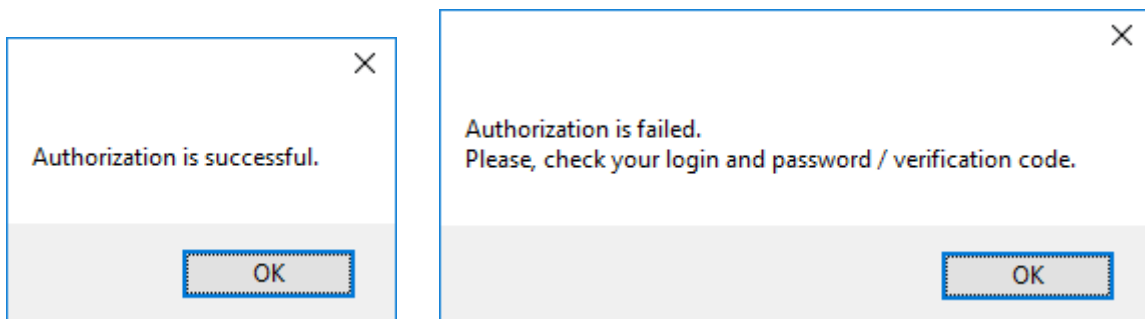 Authorization is successful.
OK
Authorization is failed.
Please, check your login and password / verification code.
OK